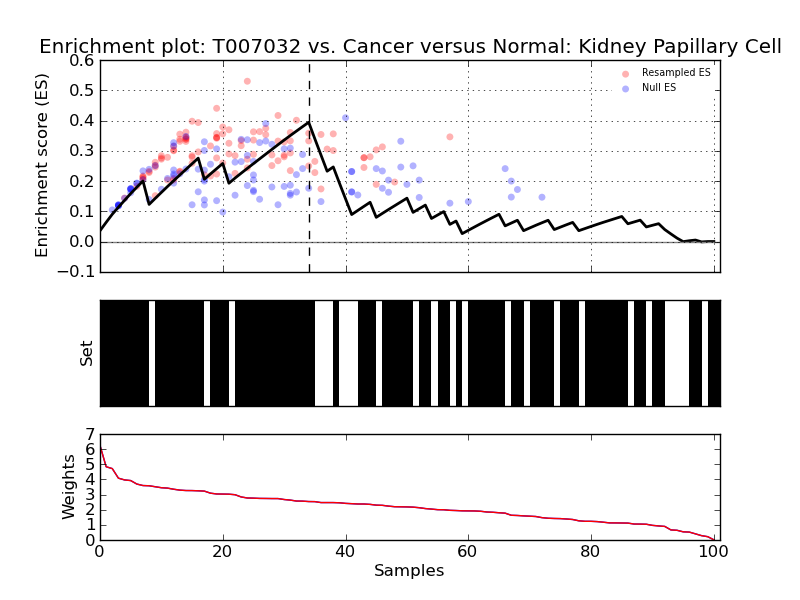 Enrichment plot: T007032 vs. Cancer versus Normal: Kidney Papillary Cell
Enrichment score (ES)
0.6
0.5
0.4
0.3
0.2
0.1
0.0
−0.1
Resampled ES
Null ES
Set
Weights
7
6
5
4
3
2
1
0
0 20 40 60 80 100
Samples